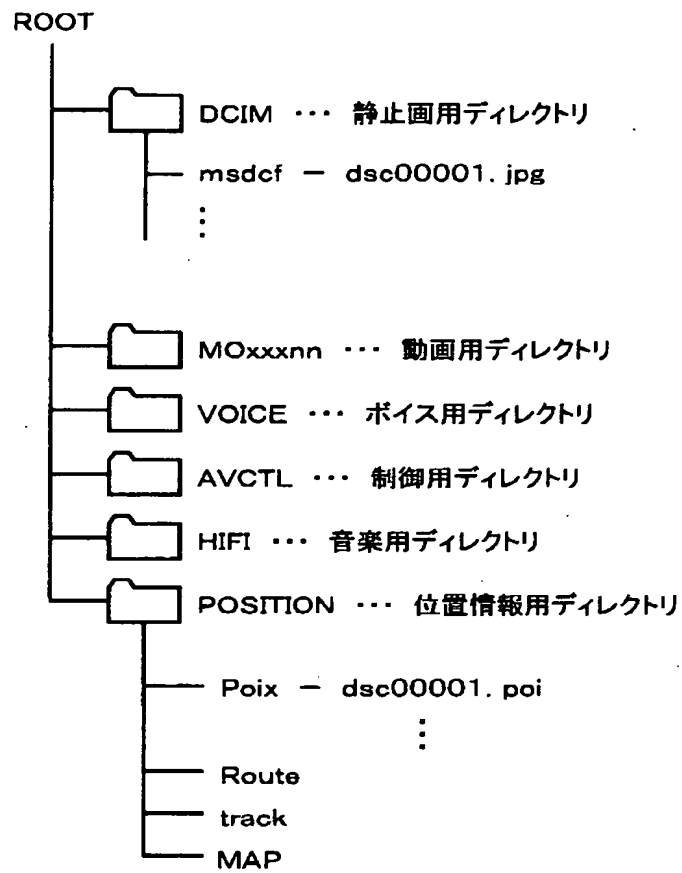 ROOT
DCIM ··· 静止画用ディレクトリ
msdcf － dsc00001.jpg
⋮
MOxxxnn ··· 動画用ディレクトリ
VOICE ··· ボイス用ディレクトリ
AVCTL ··· 制御用ディレクトリ
HIFI ··· 音楽用ディレクトリ
POSITION ··· 位置情報用ディレクトリ
Poix － dsc00001.poi
⋮
Route
track
MAP